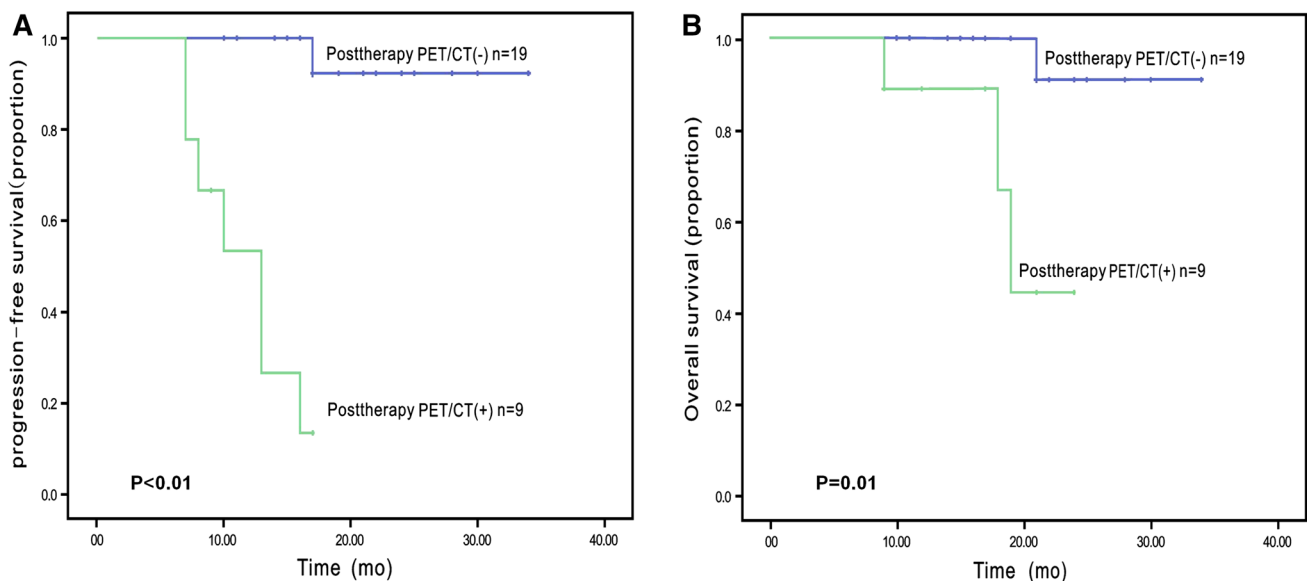 A
progression-free survival(proportion)
1.0
0.8
0.6
0.4
0.2
0.0
Posttherapy PET/CT(-) n=19
Posttherapy PET/CT(+) n=9
P<0.01
00 10.00 20.00 30.00 40.00
Time (mo)
B
Overall survival (proportion)
1.0
0.8
0.6
0.4
0.2
0.0
Posttherapy PET/CT(-) n=19
Posttherapy PET/CT(+) n=9
P=0.01
00 10.00 20.00 30.00 40.00
Time (mo)